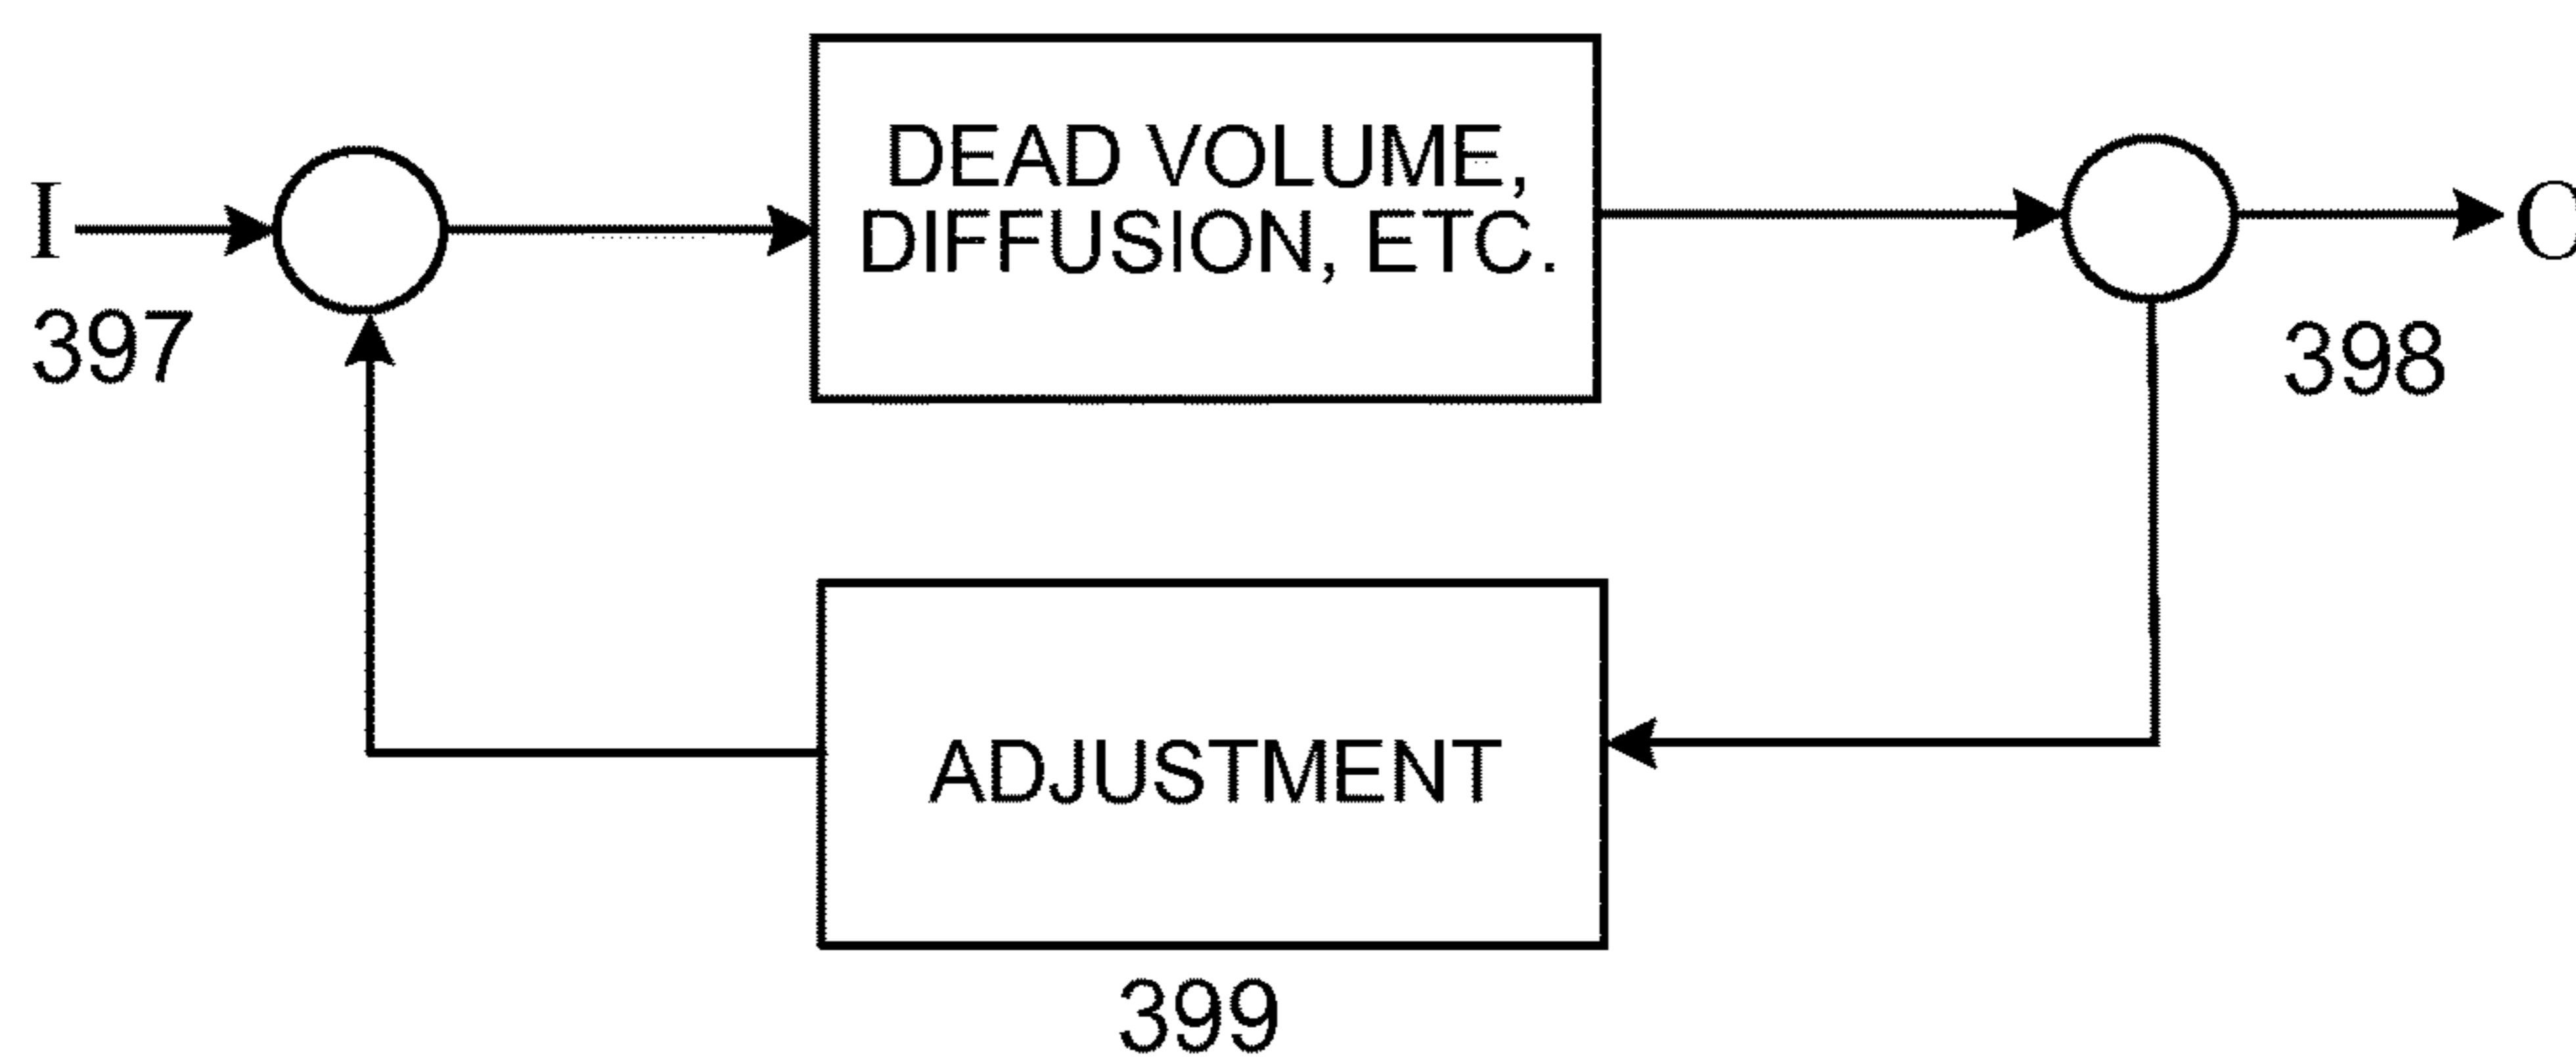 I
397
DEAD VOLUME,
DIFFUSION, ETC.
O
398
ADJUSTMENT
399